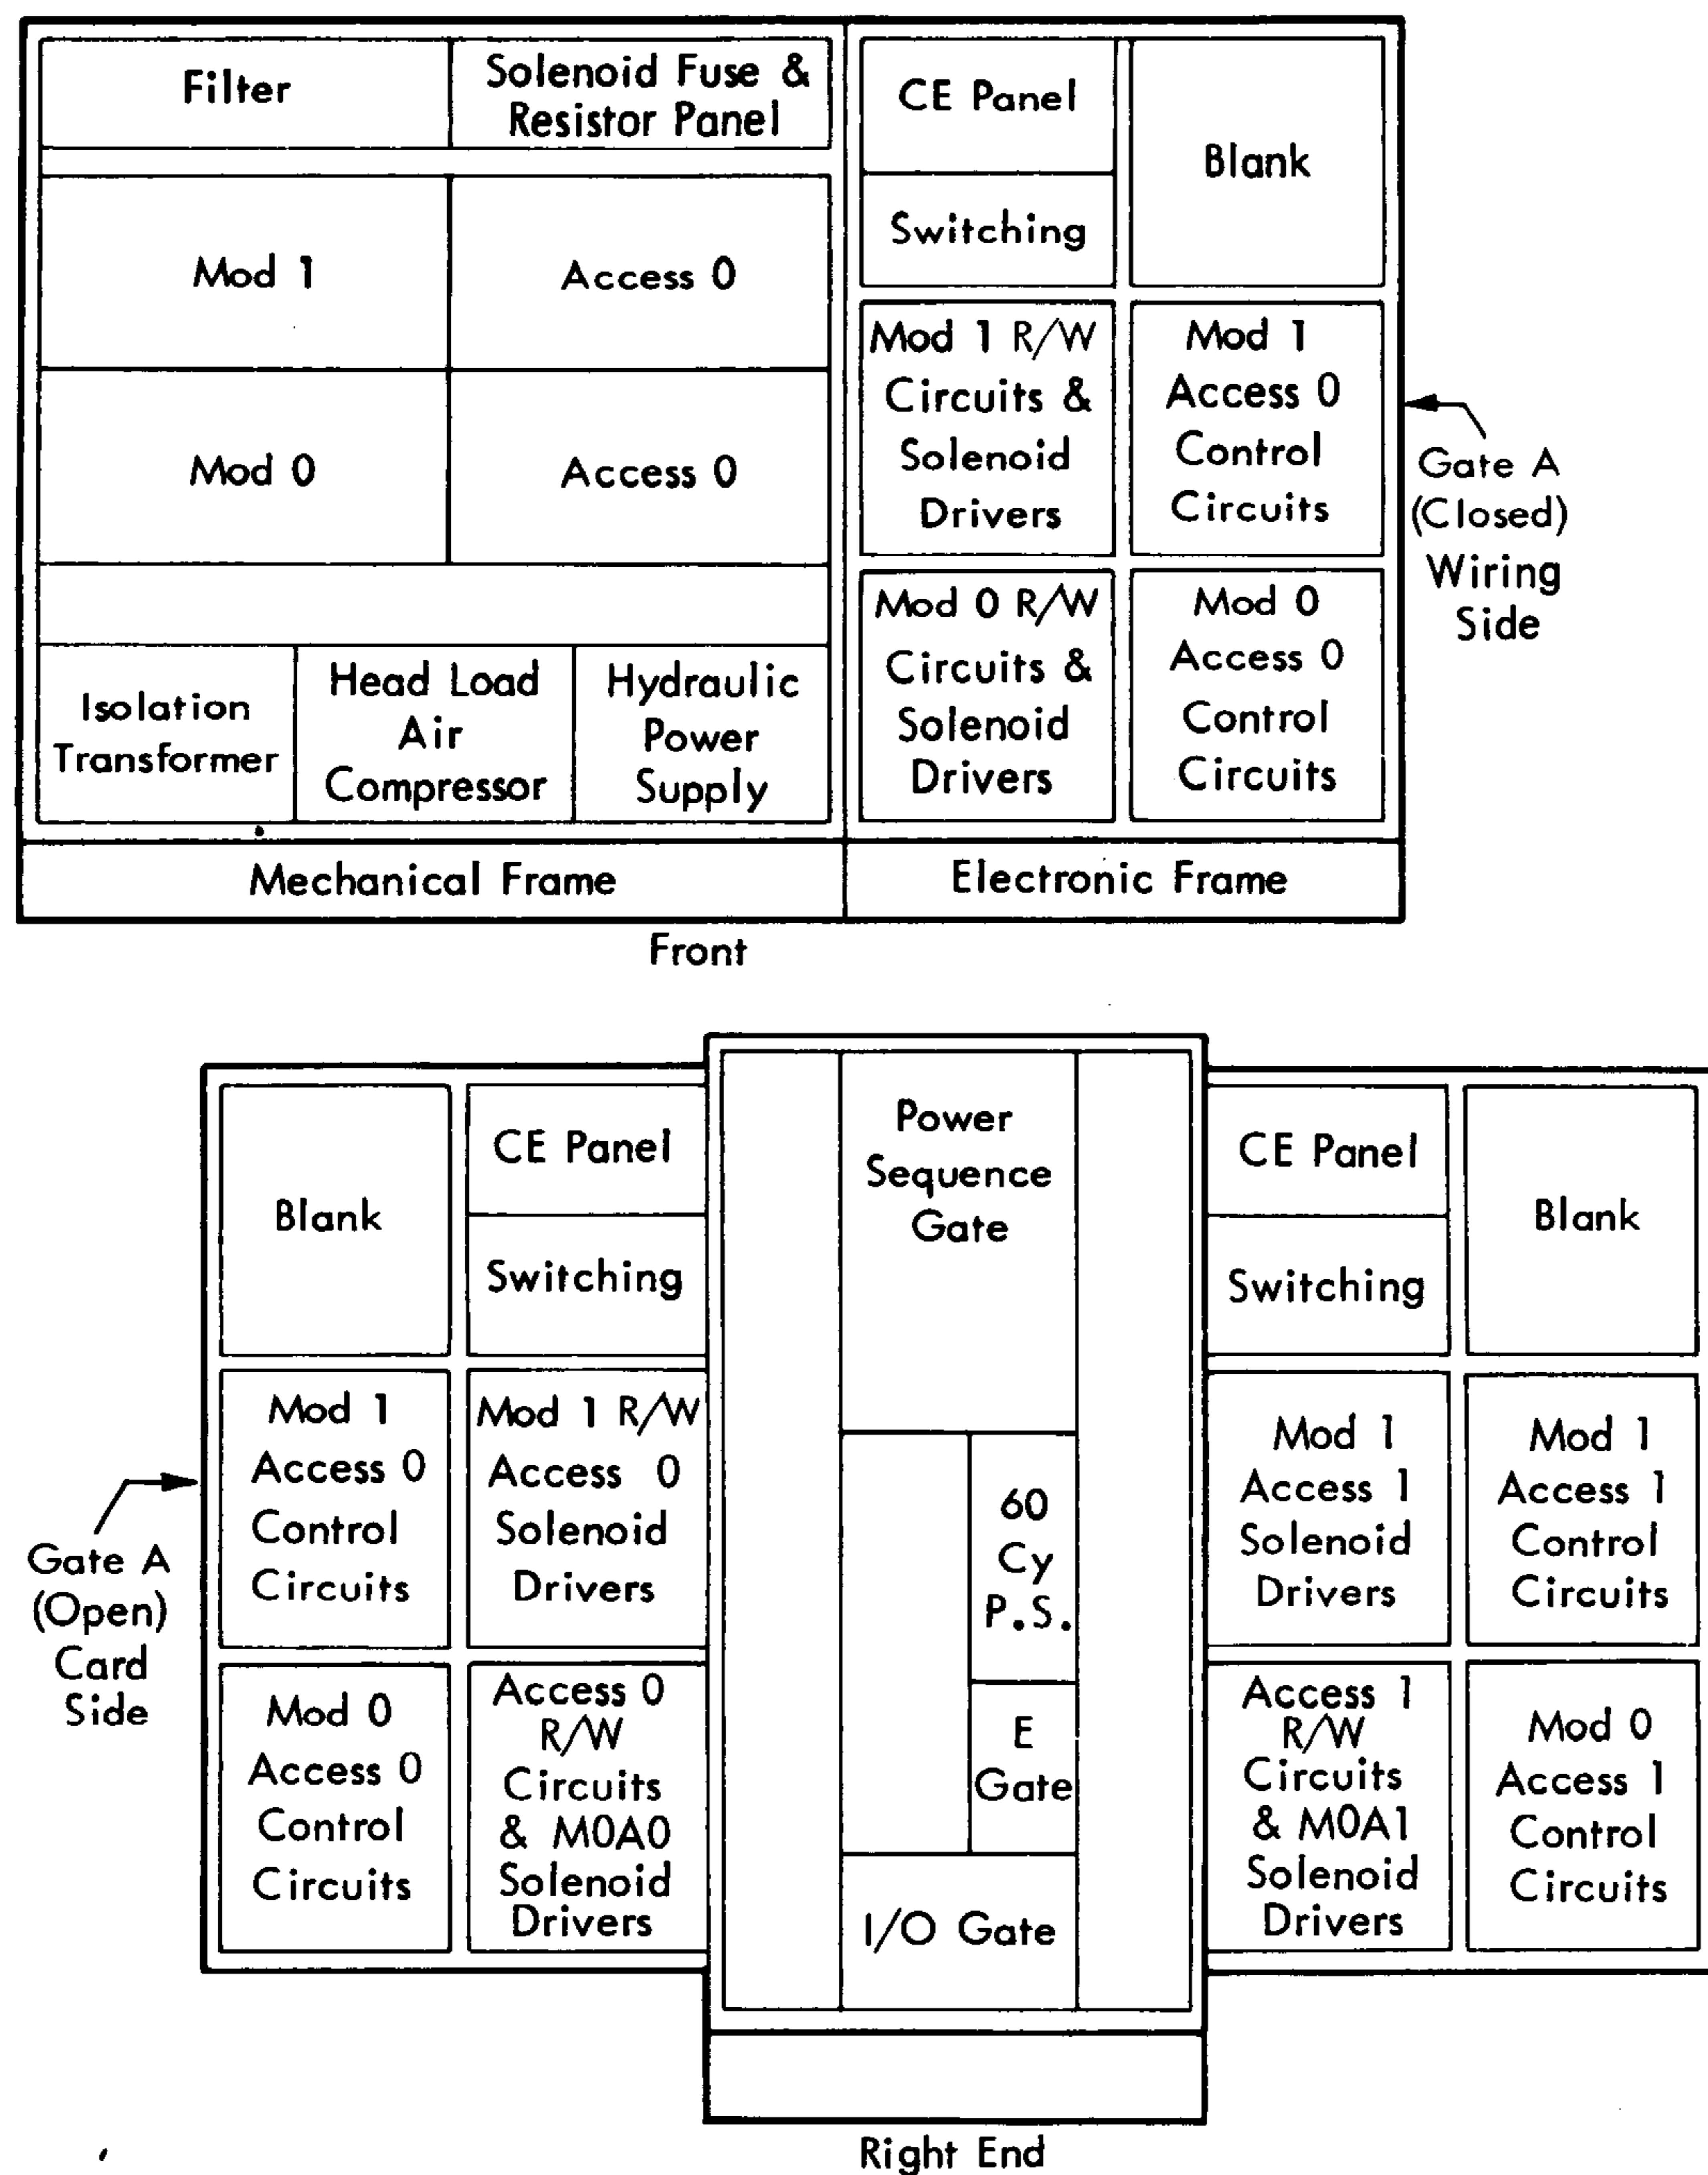 Filter
Solenoid Fuse &
Resistor Panel
CE Panel
Blank
Switching
Mod 1
Access 0
Mod 0
Access 0
Mod 1 R/W
Circuits &
Solenoid
Drivers
Mod 1
Access 0
Control
Circuits
Gate A
(Closed)
Wiring
Side
Mod 0 R/W
Circuits &
Solenoid
Drivers
Mod 0
Access 0
Control
Circuits
Isolation
Transformer
Head Load
Air
Compressor
Hydraulic
Power
Supply
Mechanical Frame
Electronic Frame
Front
Blank
CE Panel
Switching
Power
Sequence
Gate
CE Panel
Switching
Blank
Gate A
(Open)
Card
Side
Mod 1
Access 0
Control
Circuits
Mod 1 R/W
Access 0
Solenoid
Drivers
60
Cy
P.S.
Mod 1
Access 1
Solenoid
Drivers
Mod 1
Access 1
Control
Circuits
Mod 0
Access 0
Control
Circuits
Access 0
R/W
Circuits
& M0A0
Solenoid
Drivers
E
Gate
I/O Gate
Access 1
R/W
Circuits
& M0A1
Solenoid
Drivers
Mod 0
Access 1
Control
Circuits
Right End